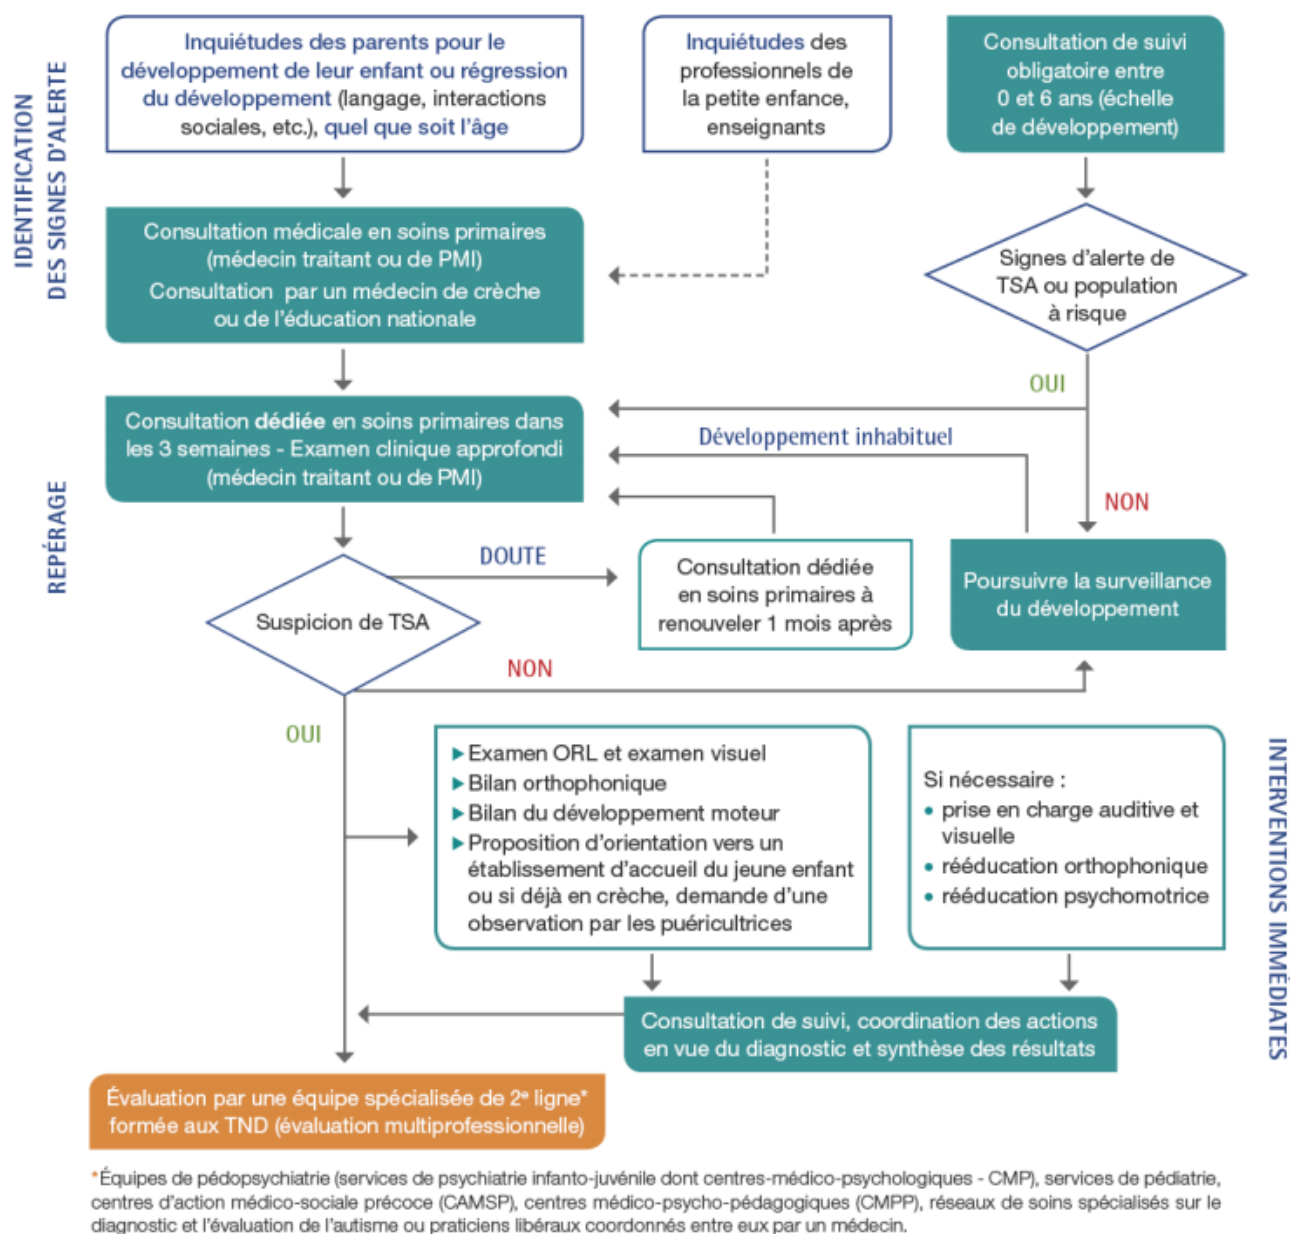 IDENTIFICATION
DES SIGNES D'ALERTE
Inquiétudes des parents pour le
développement de leur enfant ou régression
du développement (langage, interactions
sociales, etc.), quel que soit l'âge
Inquiétudes des
professionnels de
la petite enfance,
enseignants
Consultation de suivi
obligatoire entre
0 et 6 ans (échelle
de développement)
Consultation médicale en soins primaires
(médecin traitant ou de PMI)
Consultation par un médecin de crèche
ou de l'éducation nationale
Signes d'alerte de
TSA ou population
à risque
OUI
NON
REPÉRAGE
Consultation dédiée en soins primaires dans
les 3 semaines - Examen clinique approfondi
(médecin traitant ou de PMI)
Développement inhabituel
Suspicion de TSA
DOUTE
Consultation dédiée
en soins primaires à
renouveler 1 mois après
Poursuivre la surveillance
du développement
NON
OUI
INTERVENTIONS IMMÉDIATES
▶ Examen ORL et examen visuel
▶ Bilan orthophonique
▶ Bilan du développement moteur
▶ Proposition d'orientation vers un
établissement d'accueil du jeune enfant
ou si déjà en crèche, demande d'une
observation par les puéricultrices
Si nécessaire :
• prise en charge auditive et
visuelle
• rééducation orthophonique
• rééducation psychomotrice
Consultation de suivi, coordination des actions
en vue du diagnostic et synthèse des résultats
Évaluation par une équipe spécialisée de 2e ligne*
formée aux TND (évaluation multiprofessionnelle)
*Équipes de pédopsychiatrie (services de psychiatrie infanto-juvénile dont centres-médico-psychologiques - CMP), services de pédiatrie,
centres d'action médico-sociale précoce (CAMSP), centres médico-psycho-pédagogiques (CMPP), réseaux de soins spécialisés sur le
diagnostic et l'évaluation de l'autisme ou praticiens libéraux coordonnés entre eux par un médecin.